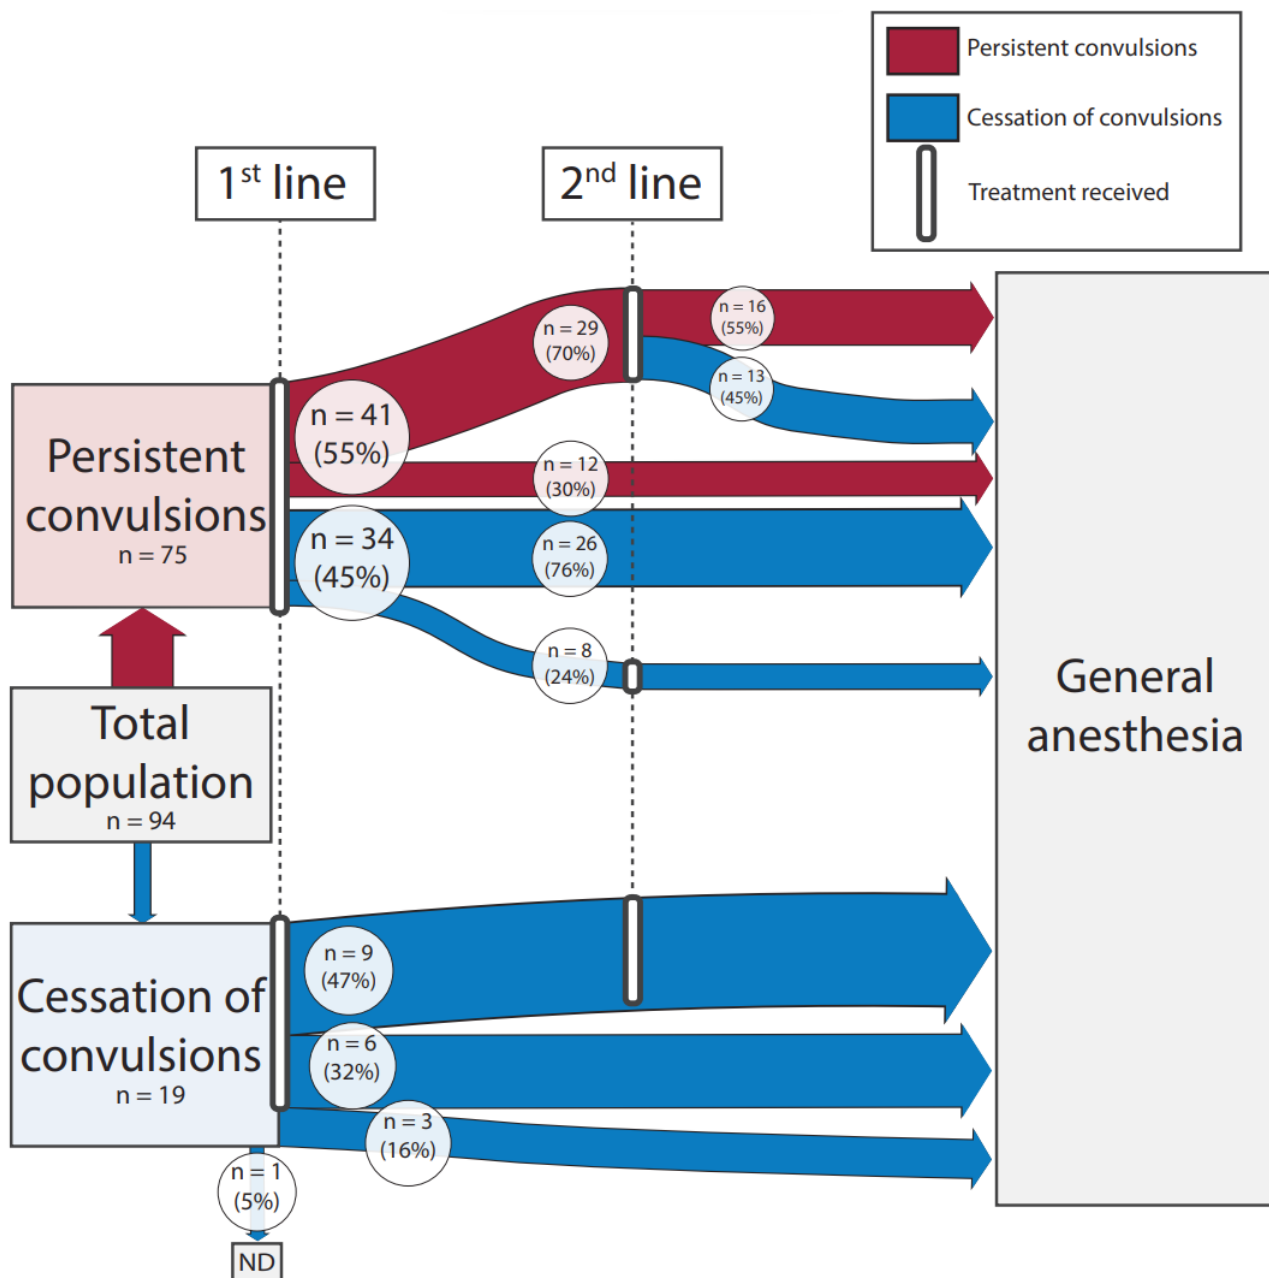 Persistent convulsions
Cessation of convulsions
Treatment received
1st line
2nd line
n = 16
(55%)
n = 29
(70%)
n = 13
(45%)
n = 41
(55%)
Persistent
convulsions
n = 75
n = 12
(30%)
n = 34
(45%)
n = 26
(76%)
n = 8
(24%)
General
anesthesia
Total
population
n = 94
n = 9
(47%)
Cessation of
convulsions
n = 19
n = 6
(32%)
n = 3
(16%)
n = 1
(5%)
ND